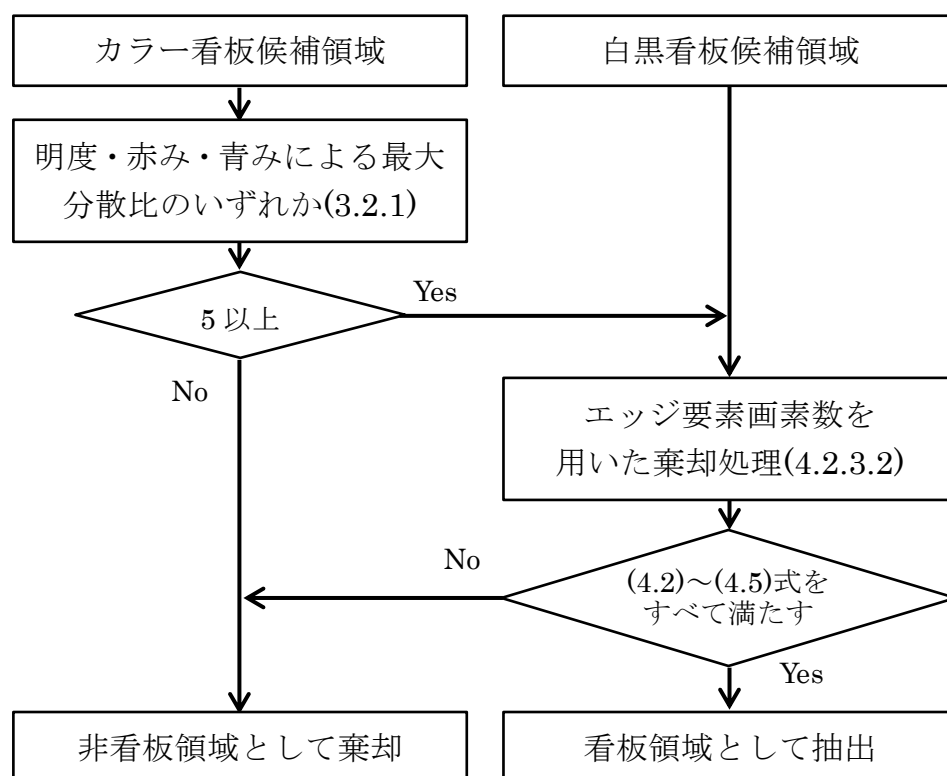 カラー看板候補領域
白黒看板候補領域
明度・赤み・青みによる最大
分散比のいずれか(3.2.1)
5 以上
Yes
No
エッジ要素画素数を
用いた棄却処理(4.2.3.2)
(4.2)～(4.5)式を
すべて満たす
No
Yes
非看板領域として棄却
看板領域として抽出